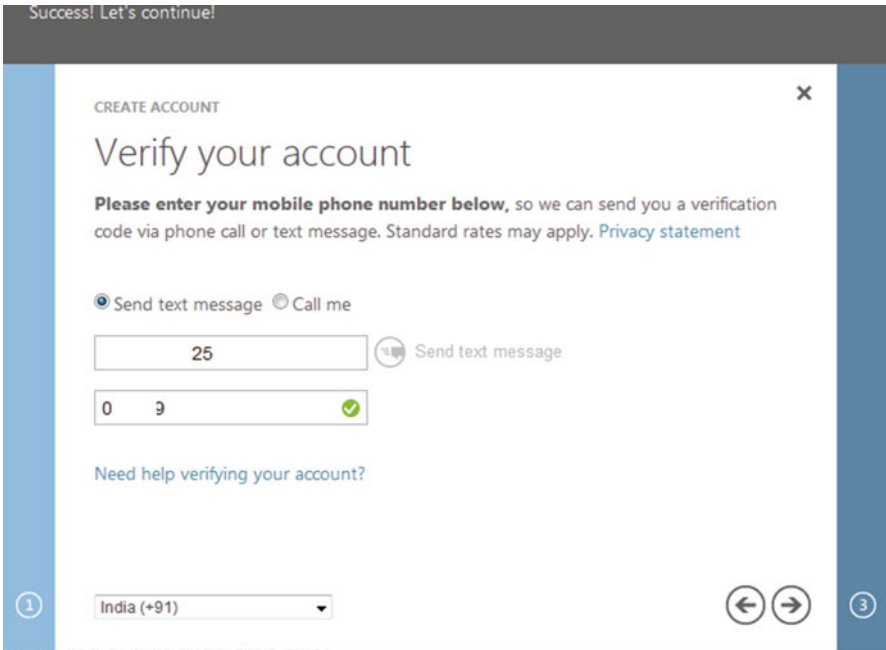 Success! Let's continue!
CREATE ACCOUNT
Verify your account
Please enter your mobile phone number below, so we can send you a verification
code via phone call or text message. Standard rates may apply. Privacy statement
Send text message Call me
25 Send text message
0 9
Need help verifying your account?
1 India (+91) 3